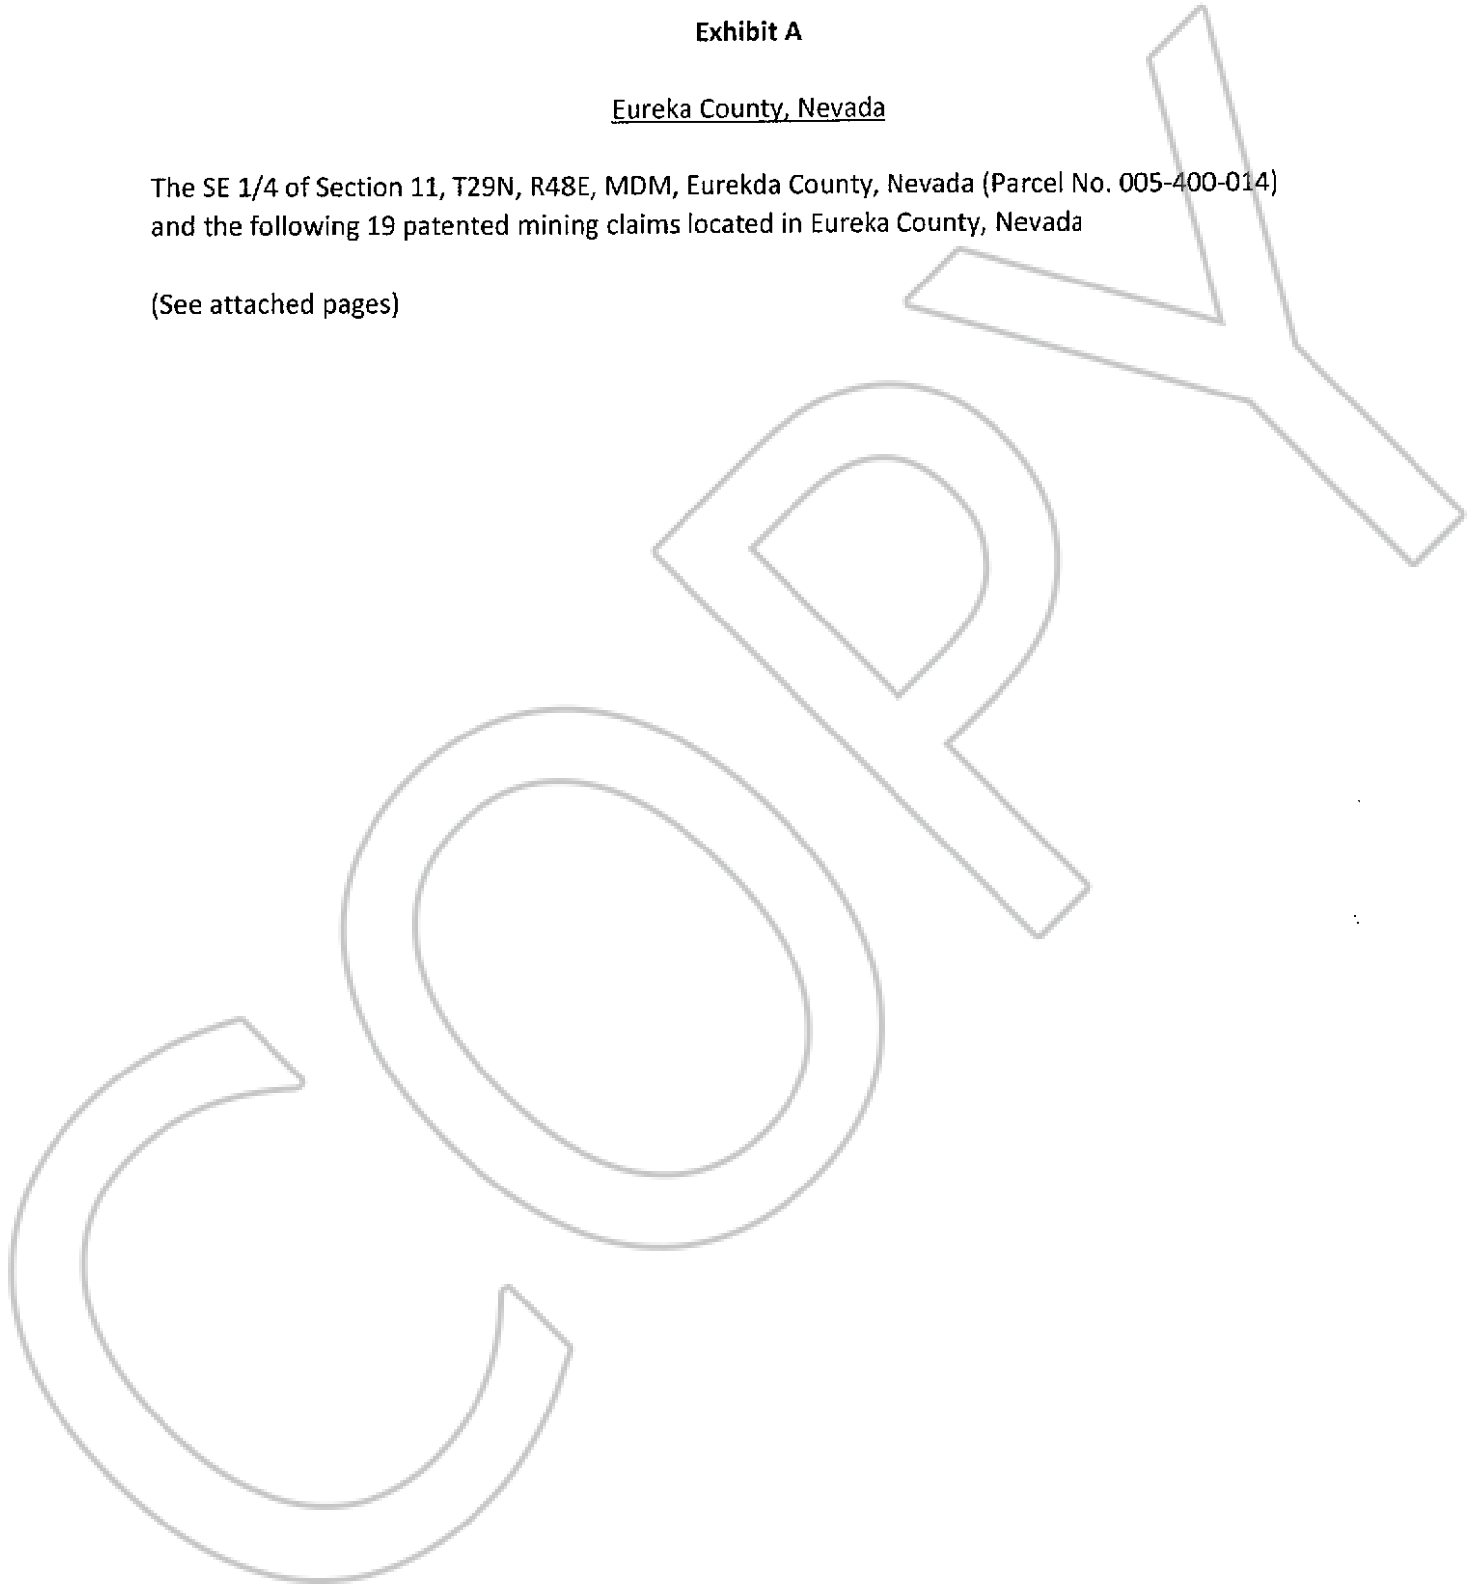 Exhibit A
Eureka County, Nevada
The SE 1/4 of Section 11, T29N, R48E, MDM, Eurekda County, Nevada (Parcel No. 005-400-014)
and the following 19 patented mining claims located in Eureka County, Nevada
(See attached pages)
COPY